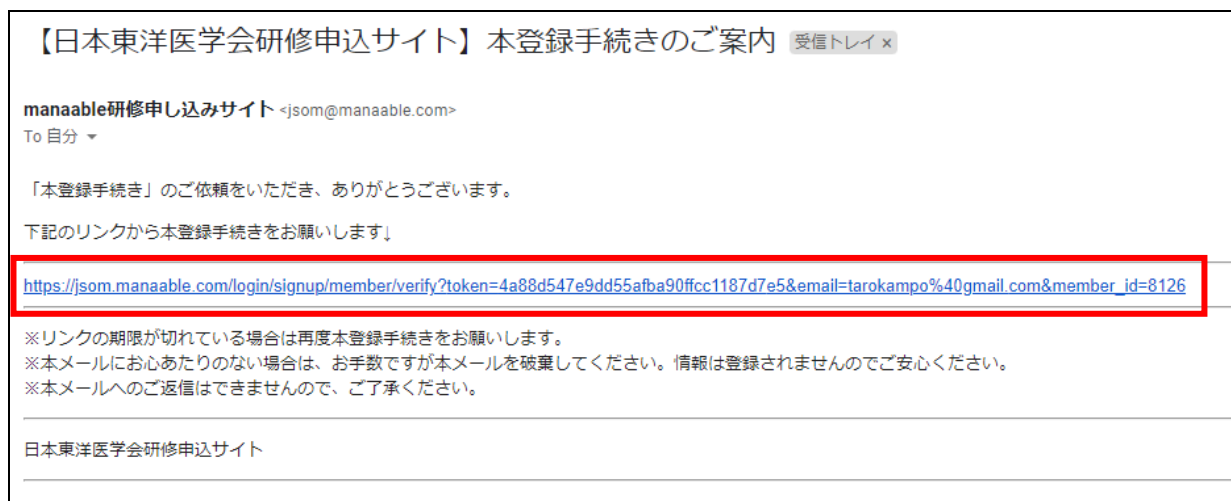 【日本東洋医学会研修申込サイト】本登録手続きのご案内 受信トレイ ×
manaable研修申し込みサイト <jsom@manaable.com>
To 自分
「本登録手続き」のご依頼をいただき、ありがとうございます。
下記のリンクから本登録手続きをお願いします↓
https://jsom.manaable.com/login/signup/member/verify?token=4a88d547e9dd55afba90ffcc1187d7e5&email=tarokampo%40gmail.com&member_id=8126
※リンクの期限が切れている場合は再度本登録手続きをお願いします。
※本メールにお心あたりのない場合は、お手数ですが本メールを破棄してください。情報は登録されませんのでご安心ください。
※本メールへのご返信はできませんので、ご了承ください。
日本東洋医学会研修申込サイト